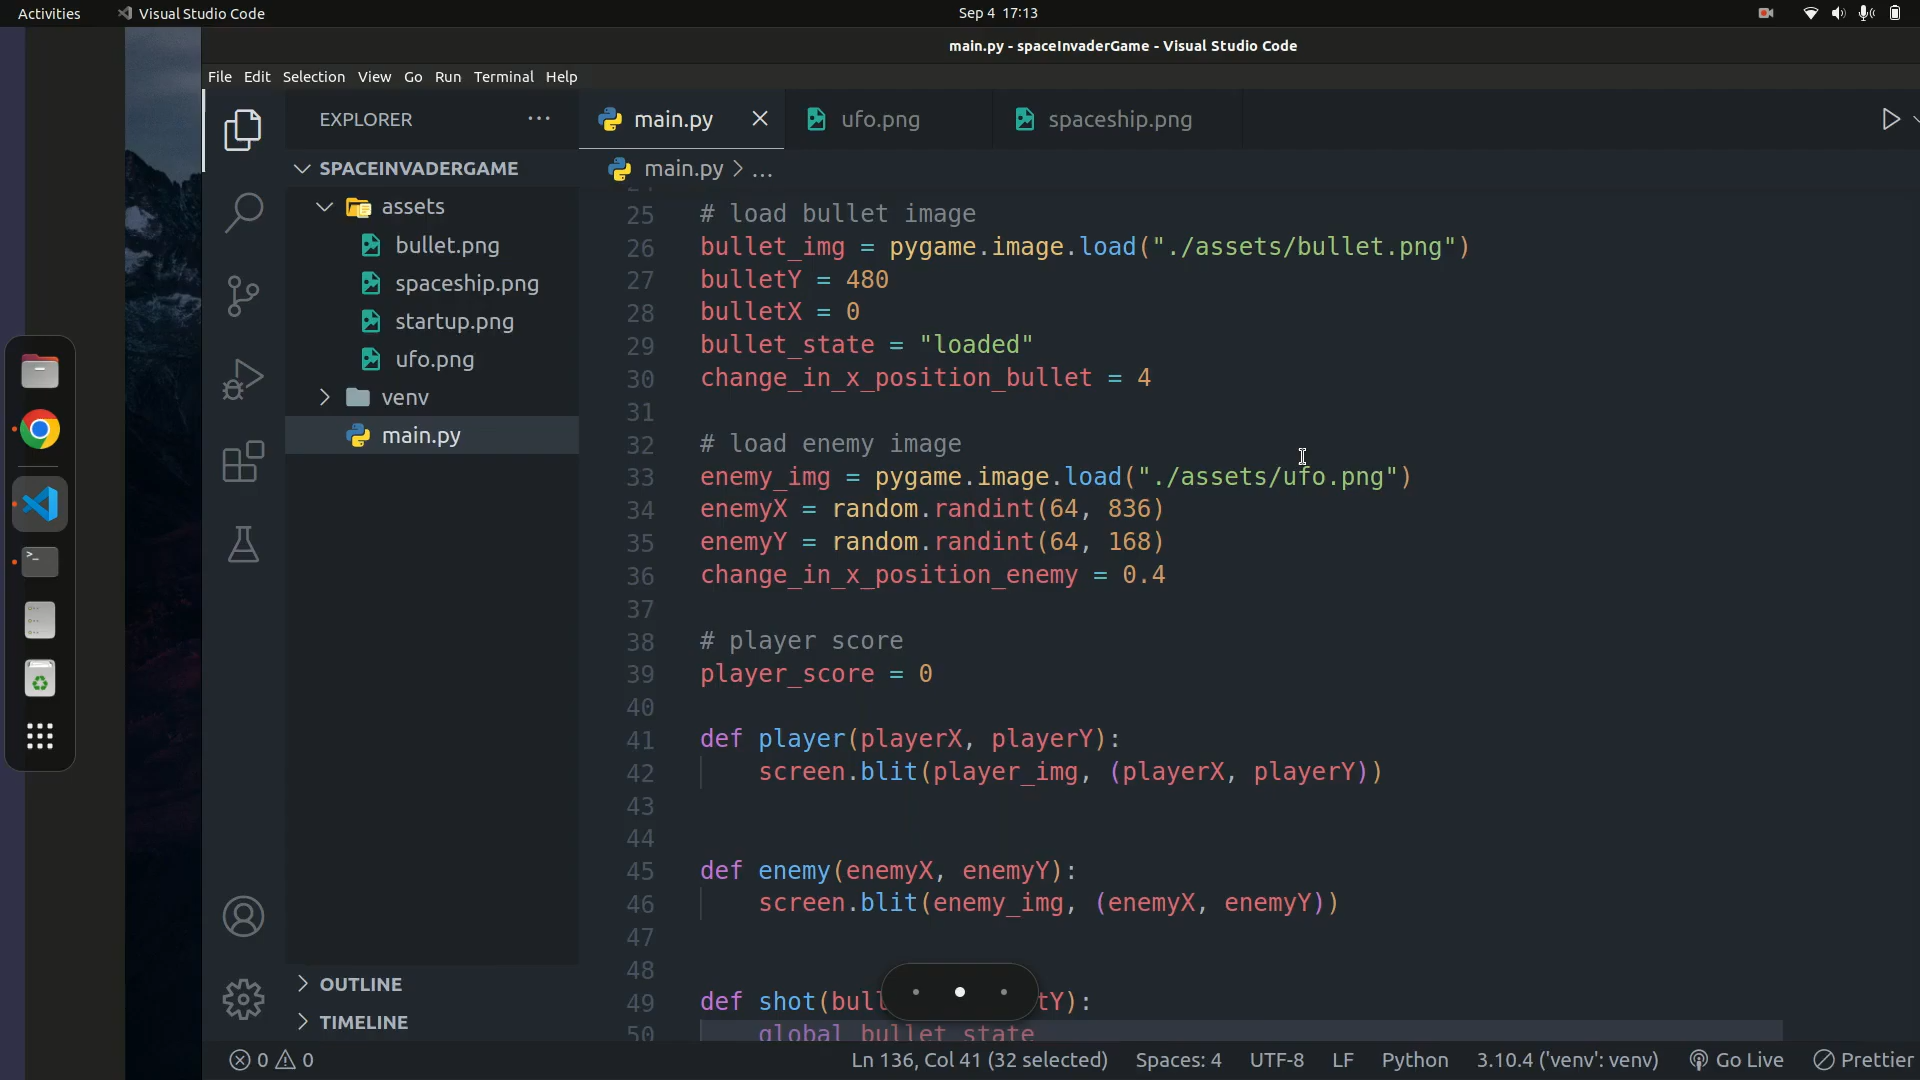 Activities
Visual Studio Code
Sep 4 17:13
main.py - spaceInvaderGame - Visual Studio Code
File Edit Selection View Go Run Terminal Help
EXPLORER
main.py
ufo.png
spaceship.png
SPACEINVADERGAME
assets
bullet.png
spaceship.png
startup.png
ufo.png
venv
main.py
OUTLINE
TIMELINE
main.py > ...
25 # load bullet image
26 bullet_img = pygame.image.load("./assets/bullet.png")
27 bulletY = 480
28 bulletX = 0
29 bullet_state = "loaded"
30 change_in_x_position_bullet = 4
31
32 # load enemy image
33 enemy_img = pygame.image.load("./assets/ufo.png")
34 enemyX = random.randint(64, 836)
35 enemyY = random.randint(64, 168)
36 change_in_x_position_enemy = 0.4
37
38 # player score
39 player_score = 0
40
41 def player(playerX, playerY):
42 screen.blit(player_img, (playerX, playerY))
43
44
45 def enemy(enemyX, enemyY):
46 screen.blit(enemy_img, (enemyX, enemyY))
47
48
49 def shot(bull tY):
50 global bullet_state
0 0
Ln 136, Col 41 (32 selected)
Spaces: 4
UTF-8
LF
Python
3.10.4 ('venv': venv)
Go Live
Prettier